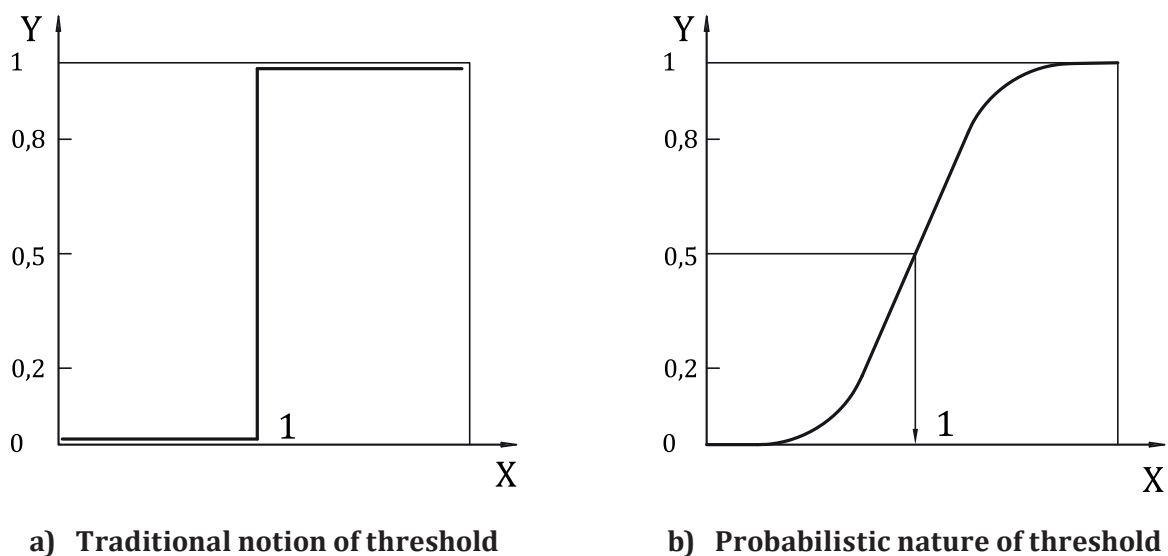 Y
1
0,8
0,5
0,2
0
1
X
a) Traditional notion of threshold
Y
1
0,8
0,5
0,2
0
1
X
b) Probabilistic nature of threshold